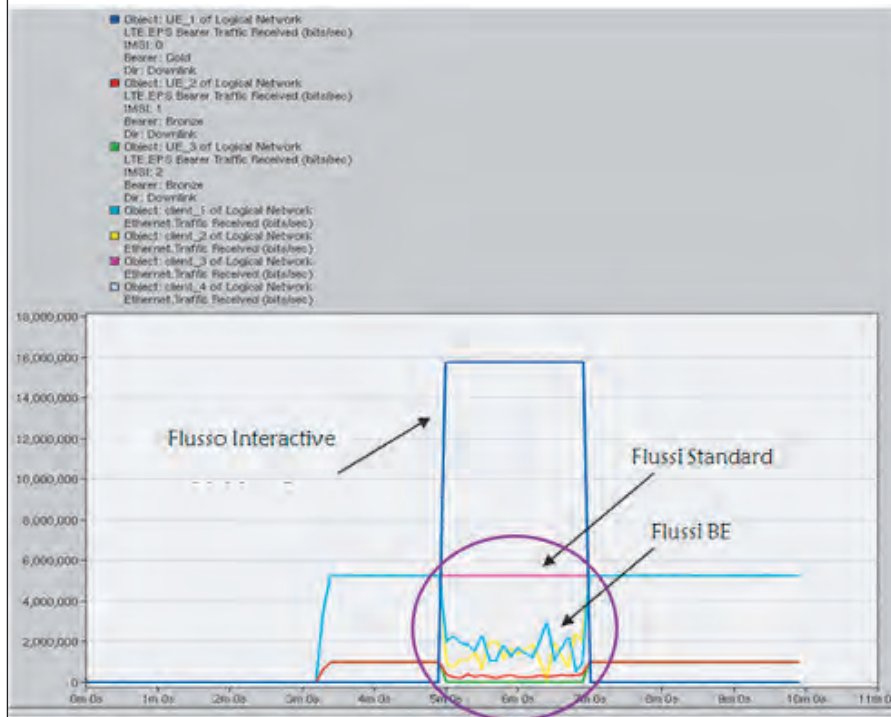 Object: UE_1 of Logical Network
LTE.EPS Bearer Traffic Received (bits/sec)
IMSI: 0
Bearer: Gold
Dir: Downlink
Object: UE_2 of Logical Network
LTE.EPS Bearer Traffic Received (bits/sec)
IMSI: 1
Bearer: Bronze
Dir: Downlink
Object: UE_3 of Logical Network
LTE.EPS Bearer Traffic Received (bits/sec)
IMSI: 2
Bearer: Bronze
Dir: Downlink
Object: client_1 of Logical Network
Ethernet.Traffic Received (bits/sec)
Object: client_2 of Logical Network
Ethernet.Traffic Received (bits/sec)
Object: client_3 of Logical Network
Ethernet.Traffic Received (bits/sec)
Object: client_4 of Logical Network
Ethernet.Traffic Received (bits/sec)
18,000,000
16,000,000
14,000,000
12,000,000
10,000,000
8,000,000
6,000,000
4,000,000
2,000,000
0
Flusso Interactive
Flussi Standard
Flussi BE
0m 0s 1m 0s 2m 0s 3m 0s 4m 0s 5m 0s 6m 0s 7m 0s 8m 0s 9m 0s 10m 0s 11m 0s